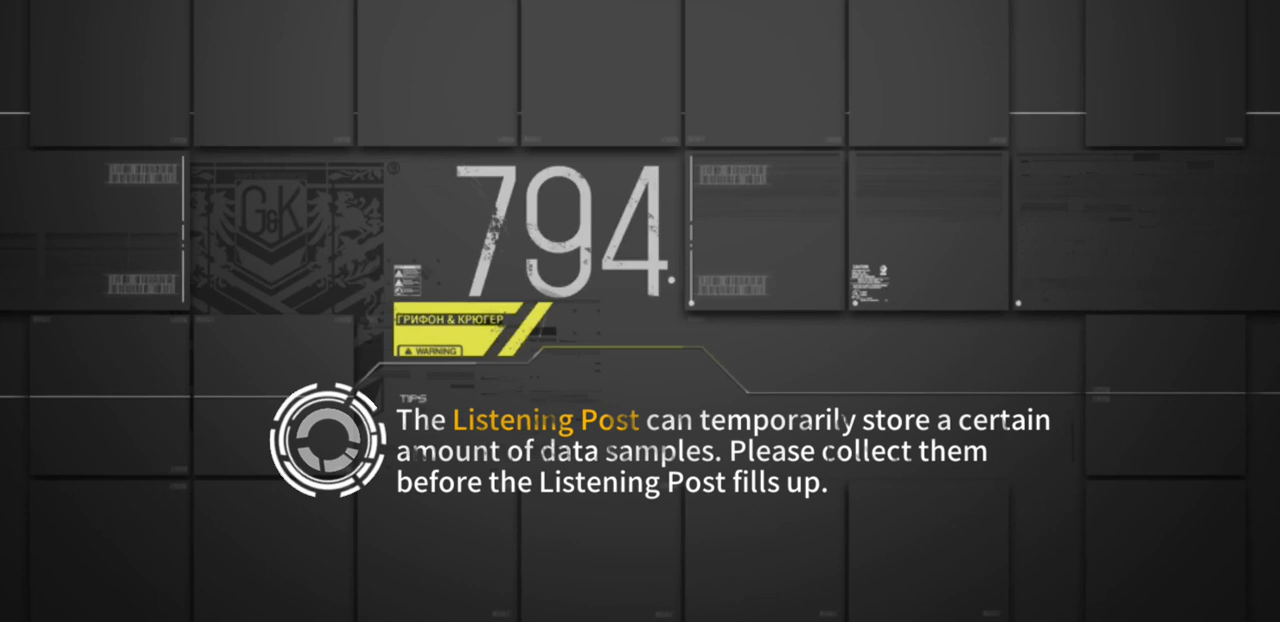 G&K
794.
ГРИФОН & КРЮГЕР
WARNING
TIPS
The Listening Post can temporarily store a certain
amount of data samples. Please collect them
before the Listening Post fills up.